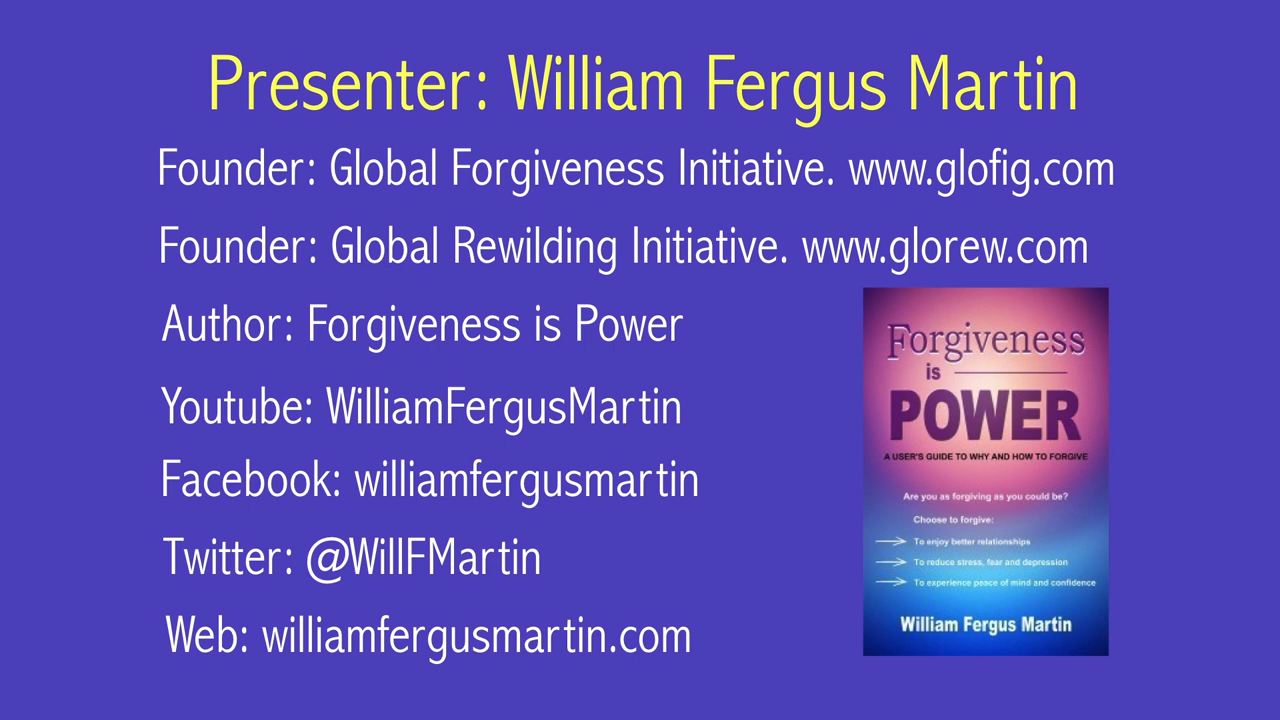 Presenter: William Fergus Martin
Founder: Global Forgiveness Initiative. www.glofig.com
Founder: Global Rewilding Initiative. www.glorew.com
Author: Forgiveness is Power
Youtube: WilliamFergusMartin
Facebook: williamfergusmartin
Twitter: @WillFMartin
Web: williamfergusmartin.com
Forgiveness
is
POWER
A USER'S GUIDE TO WHY AND HOW TO FORGIVE
Are you as forgiving as you could be?
Choose to forgive:
To enjoy better relationships
To reduce stress, fear and depression
To experience peace of mind and confidence
William Fergus Martin